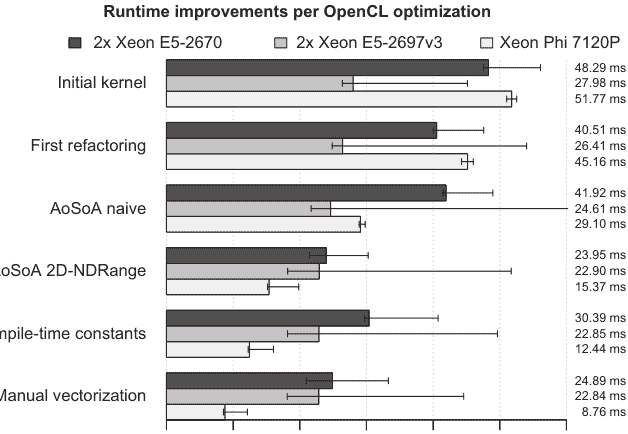 Runtime improvements per OpenCL optimization
2x Xeon E5-2670 2x Xeon E5-2697v3 Xeon Phi 7120P
Initial kernel
48.29 ms
27.98 ms
51.77 ms
First refactoring
40.51 ms
26.41 ms
45.16 ms
AoSoA naive
41.92 ms
24.61 ms
29.10 ms
oSoA 2D-NDRange
23.95 ms
22.90 ms
15.37 ms
mpile-time constants
30.39 ms
22.85 ms
12.44 ms
Manual vectorization
24.89 ms
22.84 ms
8.76 ms